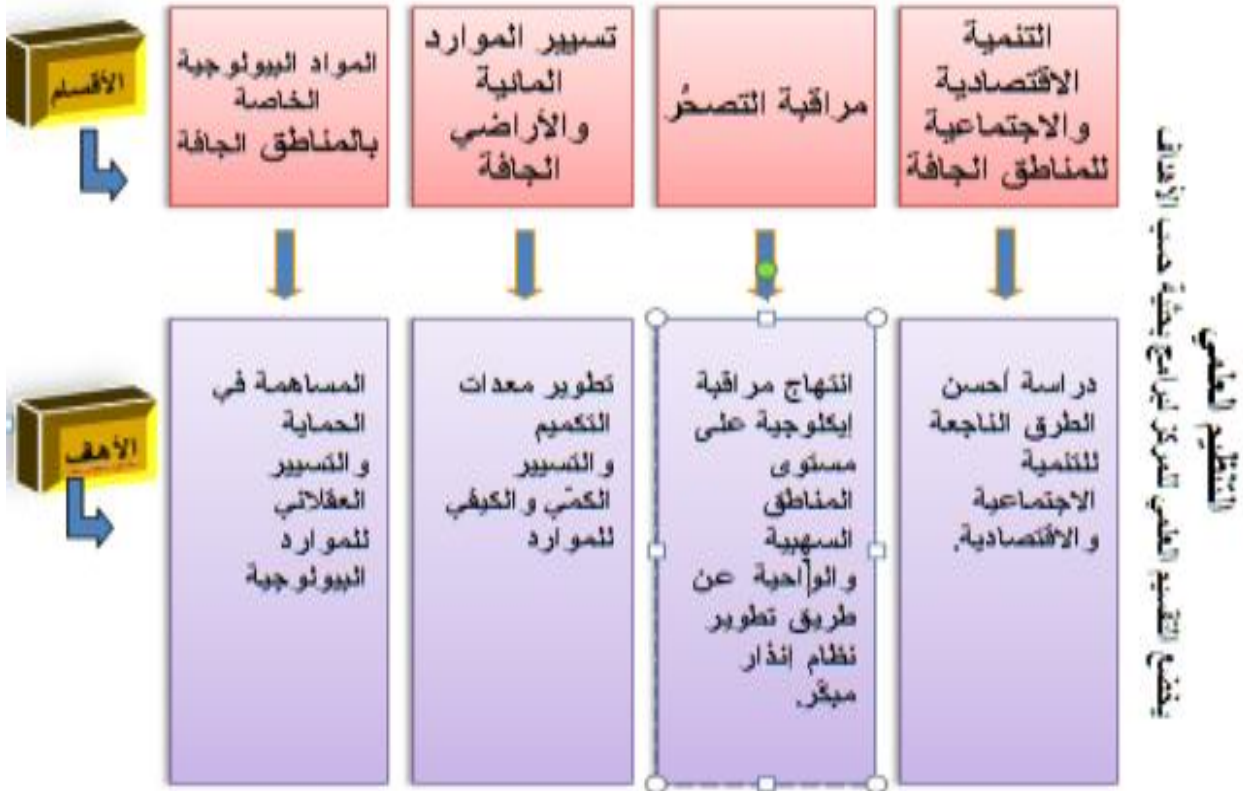 التنظيم العلمي
يخضع التقسيم العلمي للمركز لبرامج بحثية حسب الأهداف
الأقسام
التنمية
الاقتصادية
والاجتماعية
للمناطق الجافة
مراقبة التصحُر
تسيير الموارد
المائية
والأراضي
الجافة
المواد البيولوجية
الخاصة
بالمناطق الجافة
الأهف
دراسة أحسن
الطرق الناجعة
للتنمية
الاجتماعية
والاقتصادية.
انتهاج مراقبة
إيكلوجية على
مستوى
المناطق
السهبية
والواحية عن
طريق تطوير
نظام إنذار
مبكّر.
تطوير معدات
التكميم
والتسيير
الكمّي والكيفي
للموارد
المساهمة في
الحماية
والتسيير
العقلاني
للموارد
البيولوجية